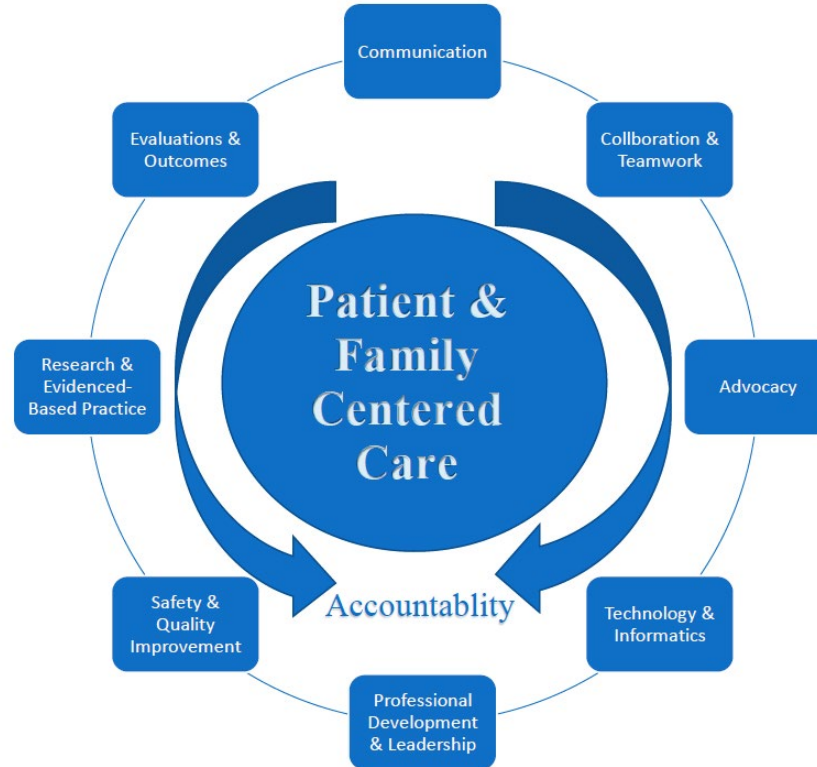 Communication
Evaluations &
Outcomes
Collboration &
Teamwork
Patient &
Family
Centered
Care
Research &
Evidenced-
Based Practice
Advocacy
Accountablity
Safety &
Quality
Improvement
Technology &
Informatics
Professional
Development
& Leadership